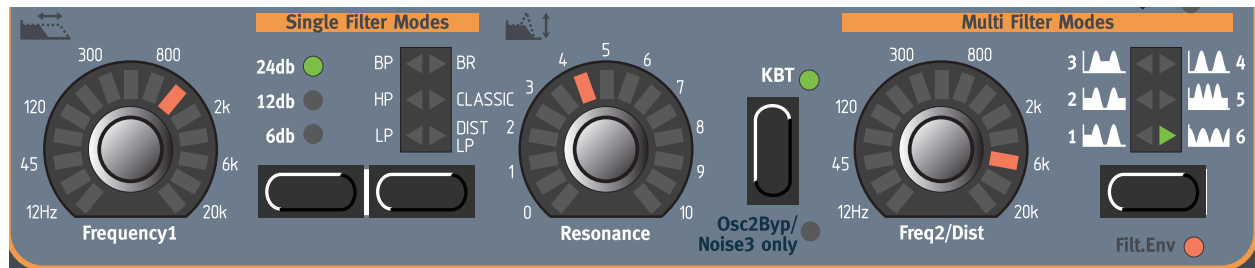 Single Filter Modes
Multi Filter Modes
300 800
120 2k
45 6k
12Hz 20k
Frequency1
24db
12db
6db
BP BR
HP CLASSIC
LP DIST
LP
5
4 6
3 7
2 8
1 9
0 10
Resonance
KBT
Osc2Byp/
Noise3 only
300 800
120 2k
45 6k
12Hz 20k
Freq2/Dist
3 4
2 5
1 6
Filt.Env